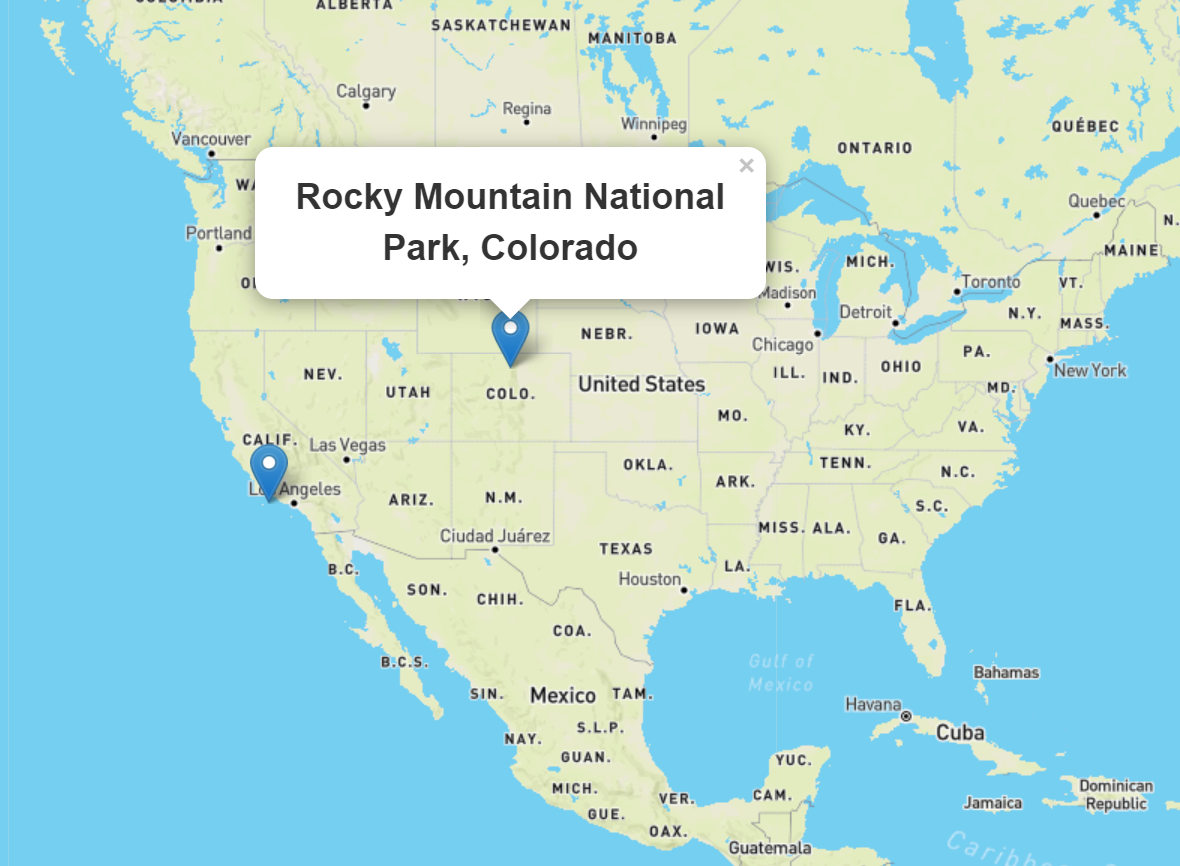 ALBERTA
SASKATCHEWAN
MANITOBA
Calgary
Regina
Winnipeg
QUÉBEC
ONTARIO
Vancouver
×
Rocky Mountain National
Park, Colorado
Quebec
N.
Portland
MAINE
WIS.
MICH.
Madison
Toronto
VT.
Detroit
N.Y.
MASS.
NEBR.
IOWA
Chicago
PA.
New York
NEV.
UTAH
COLO.
United States
ILL.
IND.
OHIO
MD.
MO.
KY.
VA.
CALIF.
Las Vegas
OKLA.
TENN.
N.C.
Los Angeles
ARIZ.
N.M.
ARK.
S.C.
MISS.
ALA.
GA.
Ciudad Juárez
TEXAS
LA.
B.C.
SON.
CHIH.
Houston
FLA.
COA.
B.C.S.
Gulf of
Mexico
Bahamas
SIN.
Mexico
TAM.
Havana
S.L.P.
Cuba
NAY.
GUAN.
YUC.
MICH.
VER.
CAM.
Jamaica
Dominican
Republic
GUE.
OAX.
Guatemala